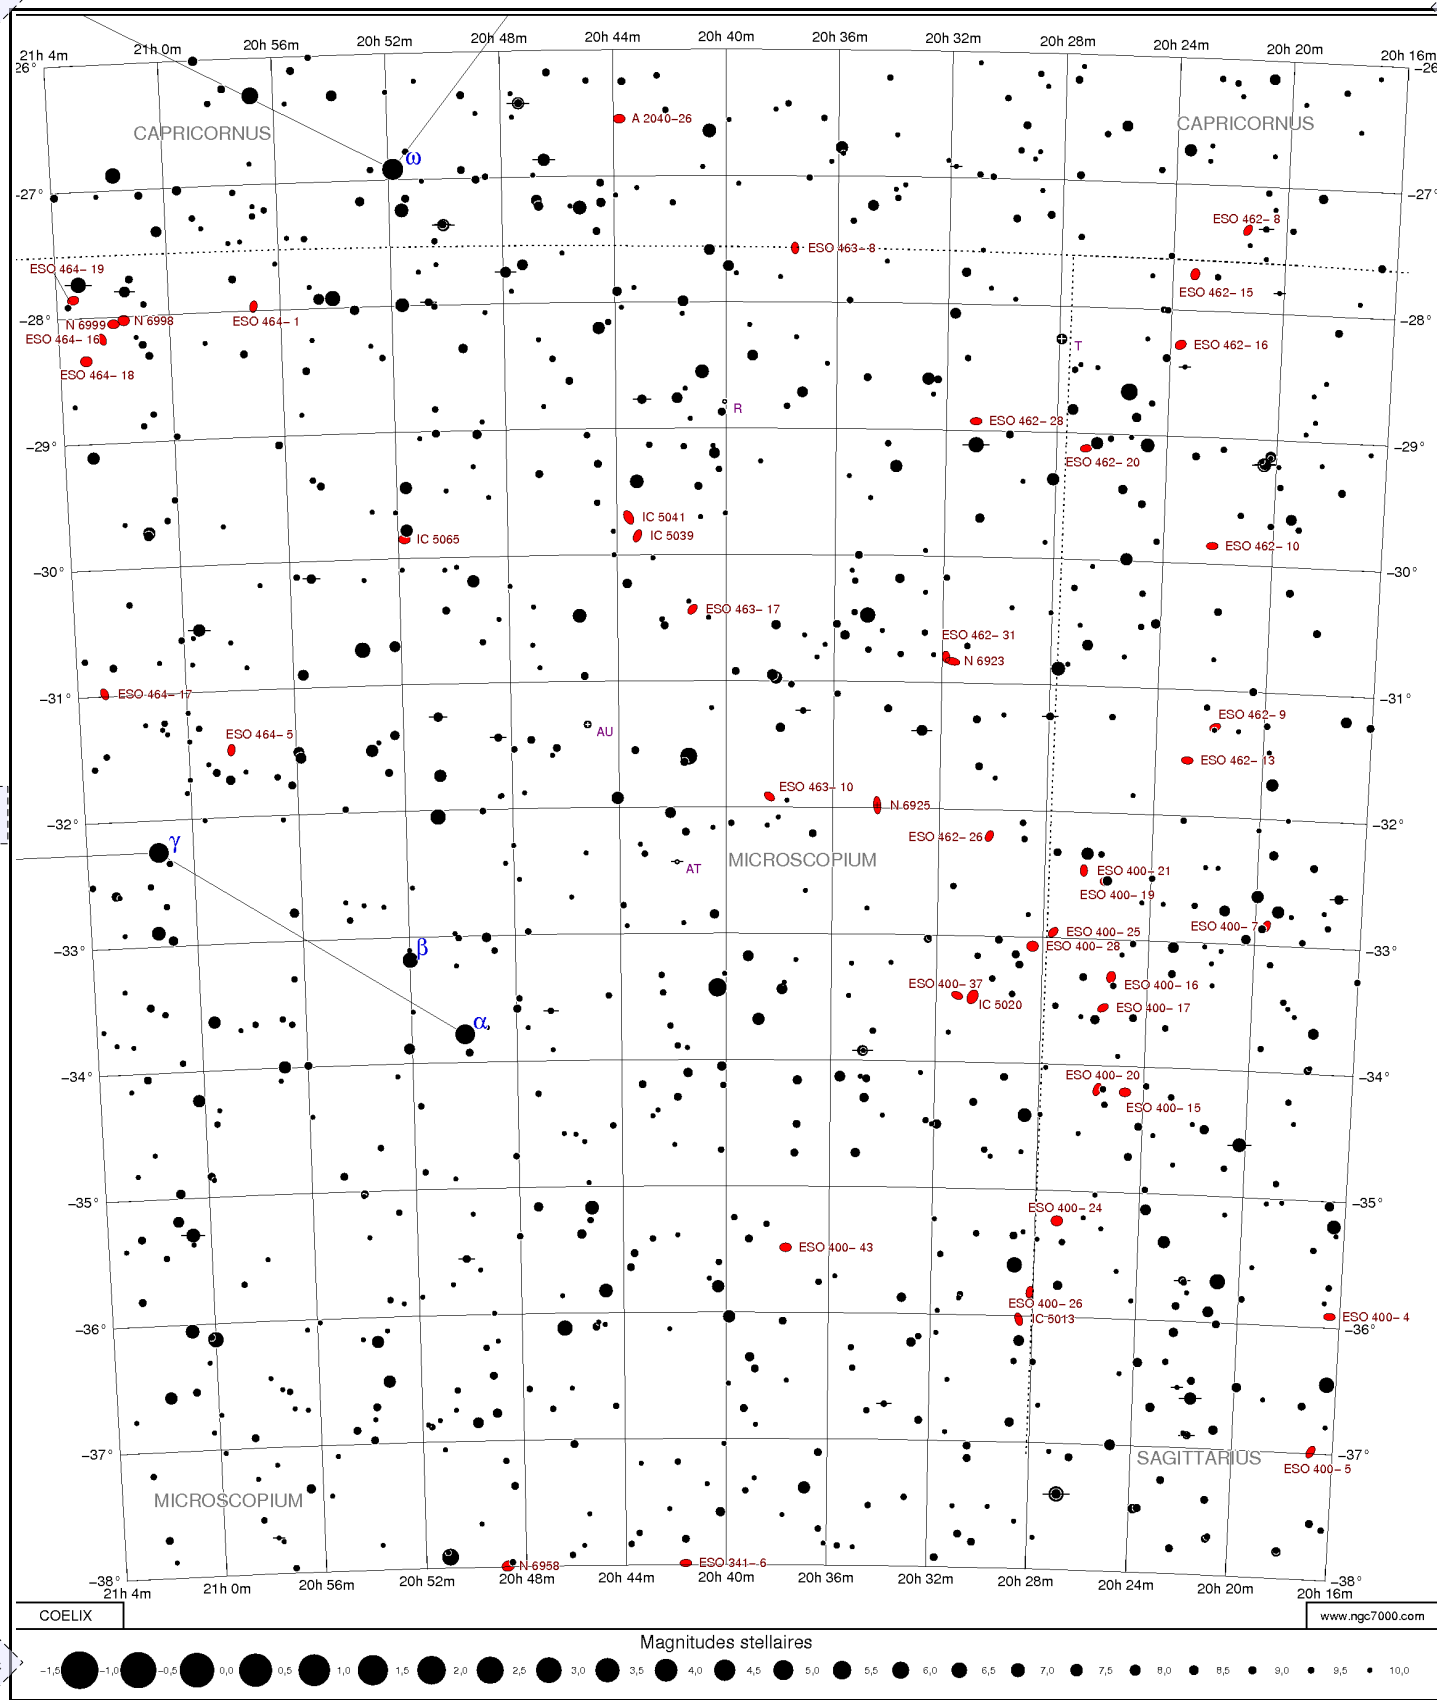 21h 4m 21h 0m 20h 56m 20h 52m 20h 48m 20h 44m 20h 40m 20h 36m 20h 32m 20h 28m 20h 24m 20h 20m 20h 16m
26° -26
A 2040-26
CAPRICORNUS CAPRICORNUS
ω
-27° -27°
ESO 462-8
ESO 463-8
ESO 464-19
ESO 462-15
N 6999 N 6998 ESO 464-1
-28° -28°
ESO 464-16
T ESO 462-16
ESO 464-18
R
ESO 462-28
-29° -29°
ESO 462-20
IC 5041
IC 5039
IC 5065
ESO 462-10
-30° -30°
ESO 463-17
ESO 462-31
N 6923
-31° ESO 464-17 -31°
ESO 462-9
AU
ESO 464-5
ESO 462-13
ESO 463-10
N 6925
-32° -32°
ESO 462-26
γ
MICROSCOPIUM
AT
ESO 400-21
ESO 400-19
ESO 400-7
ESO 400-25
β
-33° ESO 400-28 -33°
ESO 400-37 ESO 400-16
IC 5020 ESO 400-17
α
-34° ESO 400-20 -34°
ESO 400-15
-35° -35°
ESO 400-24
ESO 400-43
ESO 400-26
IC 5013 ESO 400-4
-36° -36°
-37° -37°
SAGITTARIUS
ESO 400-5
MICROSCOPIUM
N 6958 ESO 341-6
-38° -38°
21h 4m 21h 0m 20h 56m 20h 52m 20h 48m 20h 44m 20h 40m 20h 36m 20h 32m 20h 28m 20h 24m 20h 20m 20h 16m
COELIX www.ngc7000.com
Magnitudes stellaires
-1,5 -1,0 -0,5 0,0 0,5 1,0 1,5 2,0 2,5 3,0 3,5 4,0 4,5 5,0 5,5 6,0 6,5 7,0 7,5 8,0 8,5 9,0 9,5 10,0